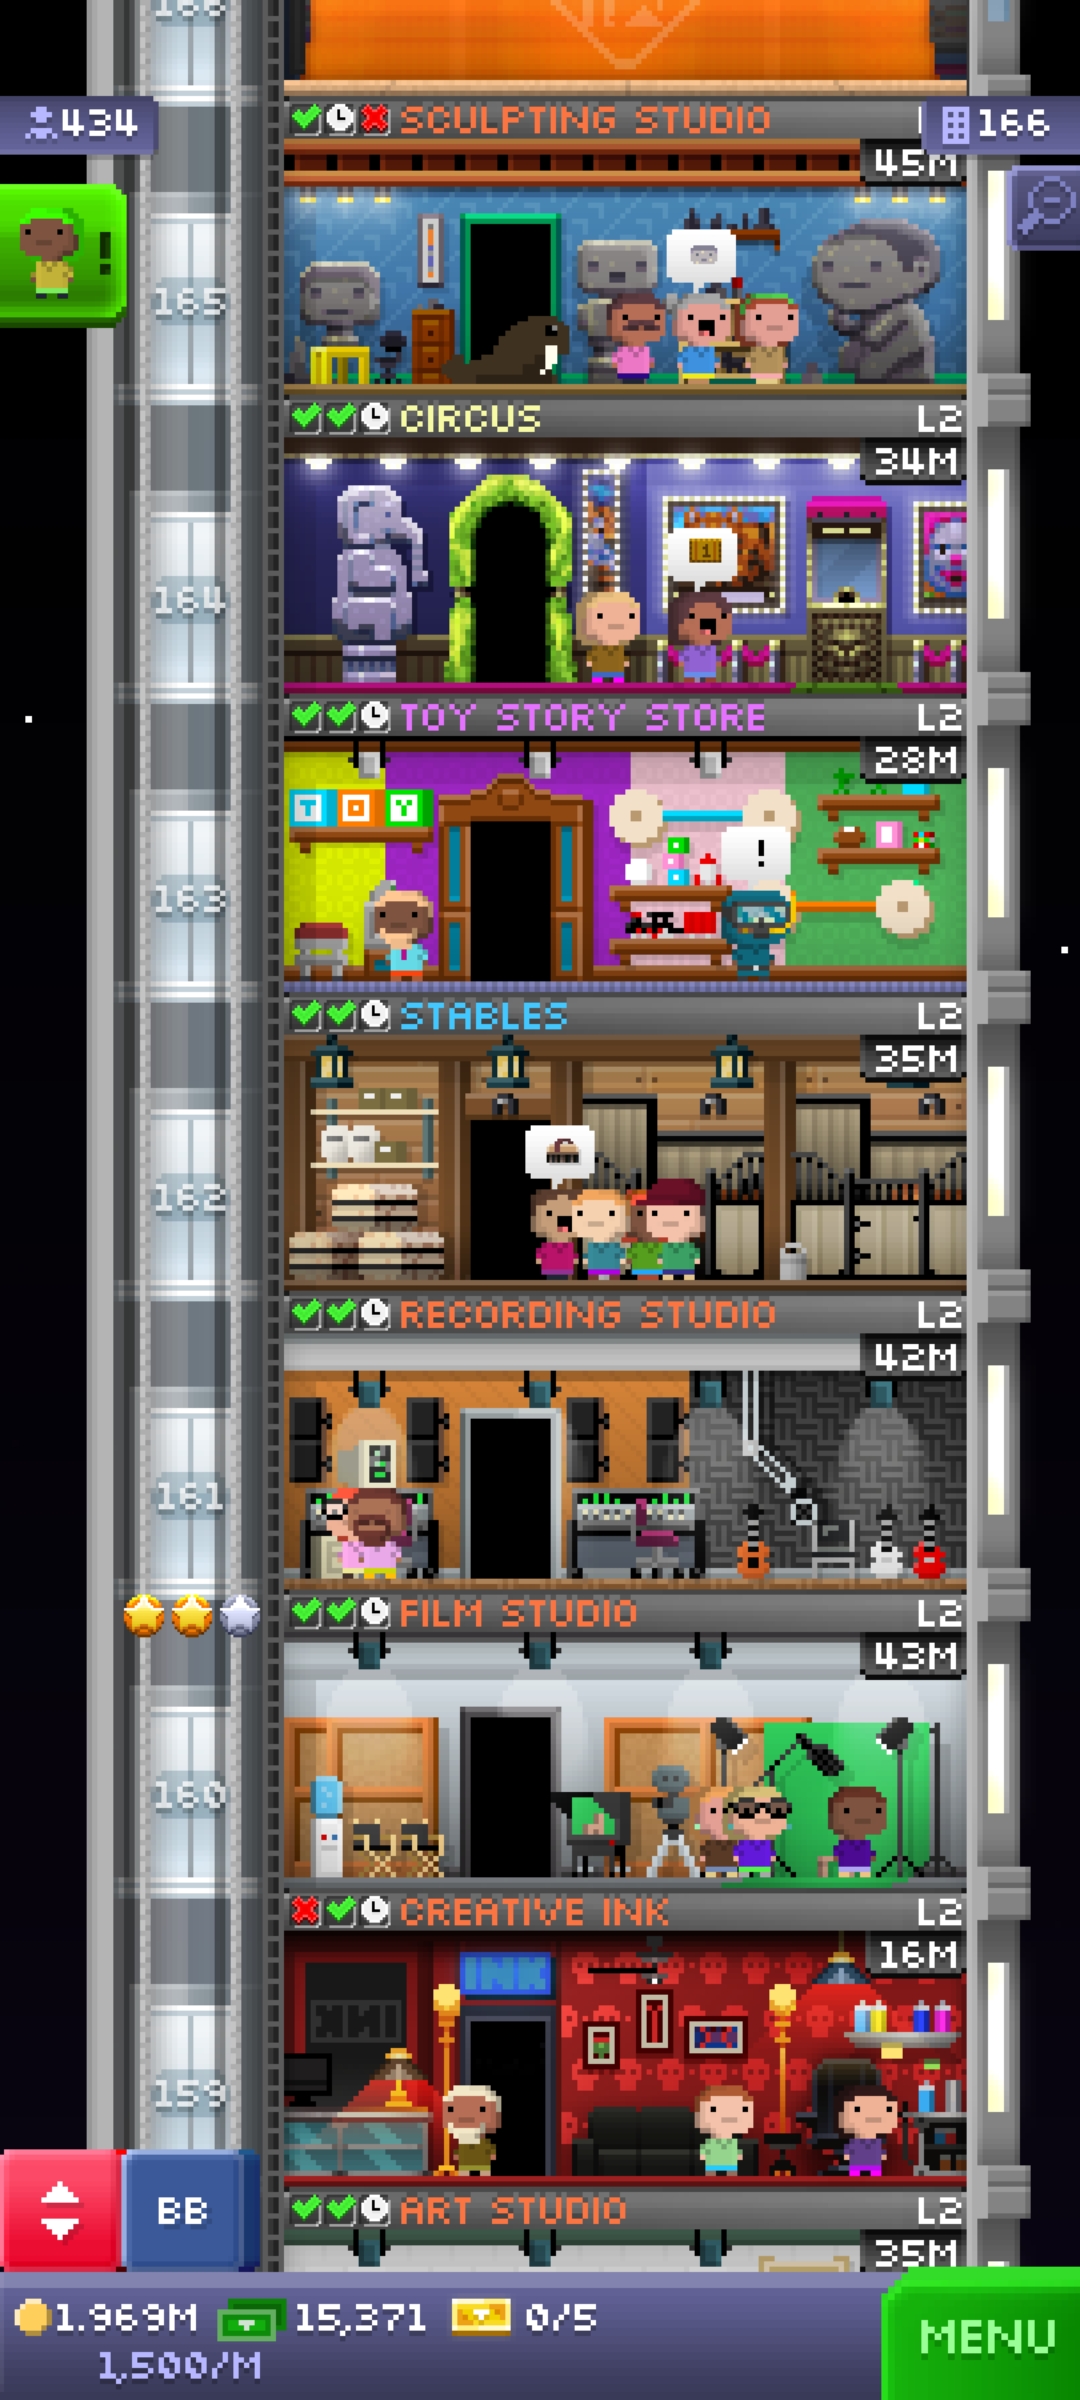 166
434
SCULPTING STUDIO
166
45M
!
165
CIRCUS L2
34M
1
164
TOY STORY STORE L2
28M
T O Y
!
163
STABLES L2
35M
162
RECORDING STUDIO L2
42M
161
FILM STUDIO L2
43M
160
CREATIVE INK L2
16M
INK
159
BB
ART STUDIO L2
35M
1.969M 15,371 0/5
1,500/M
MENU